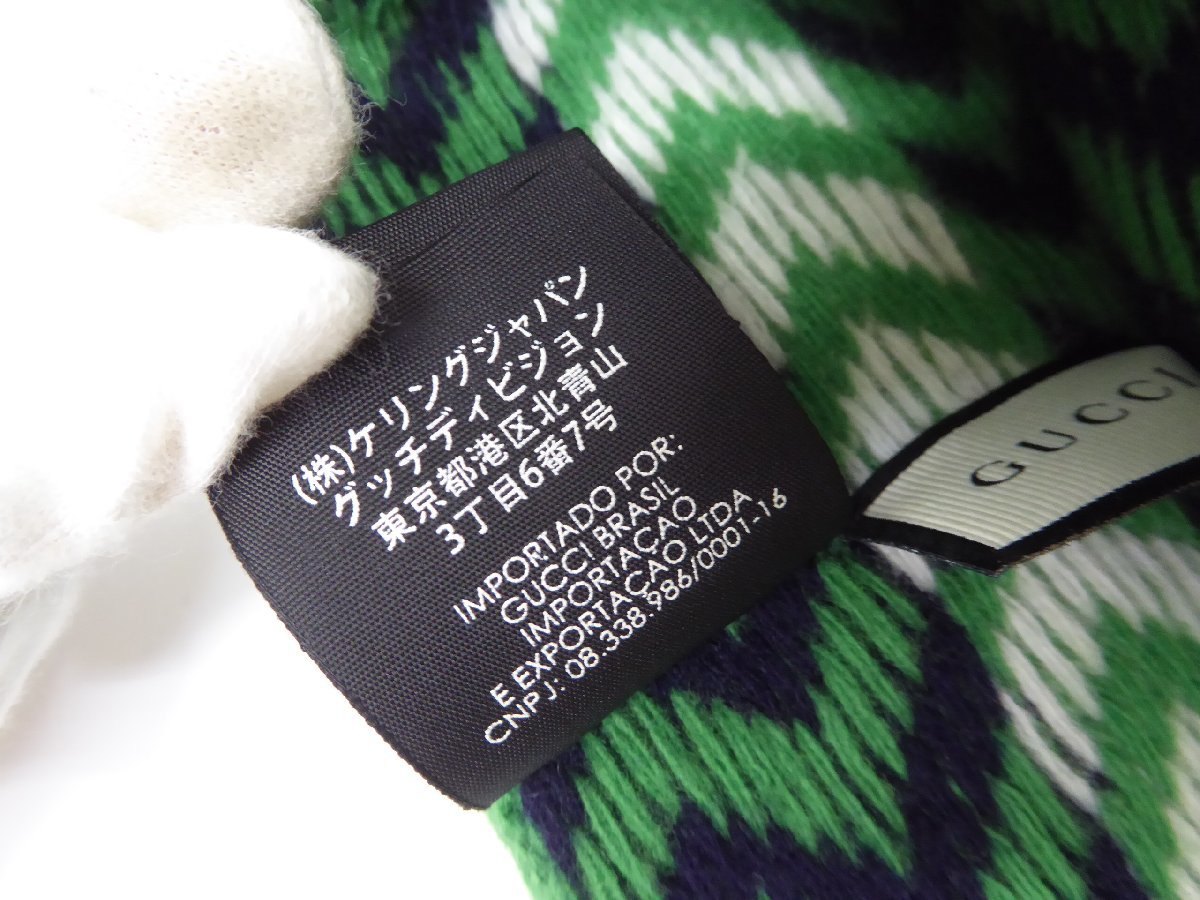 (株)ケリングジャパン
グッチディビジョン
東京都港区北青山
3丁目6番7号
IMPORTADO POR:
GUCCI BRASIL
IMPORTAÇAO
E EXPORTAÇAO LTDA
CNPJ: 08.338.986/0001-16
GUCCI